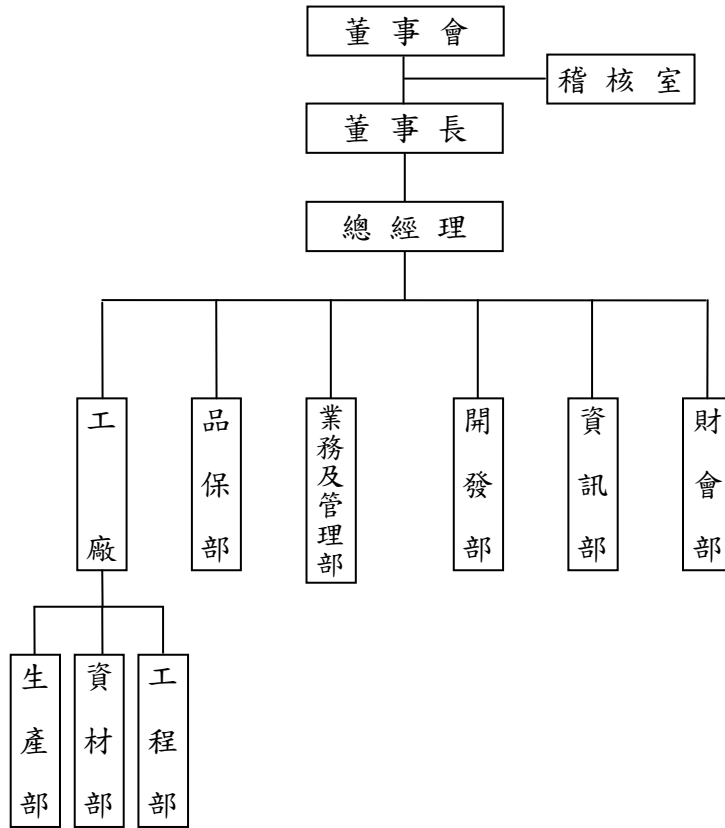 董事會
稽核室
董事長
總經理
工廠
品保部
業務及管理部
開發部
資訊部
財會部
生產部
資材部
工程部